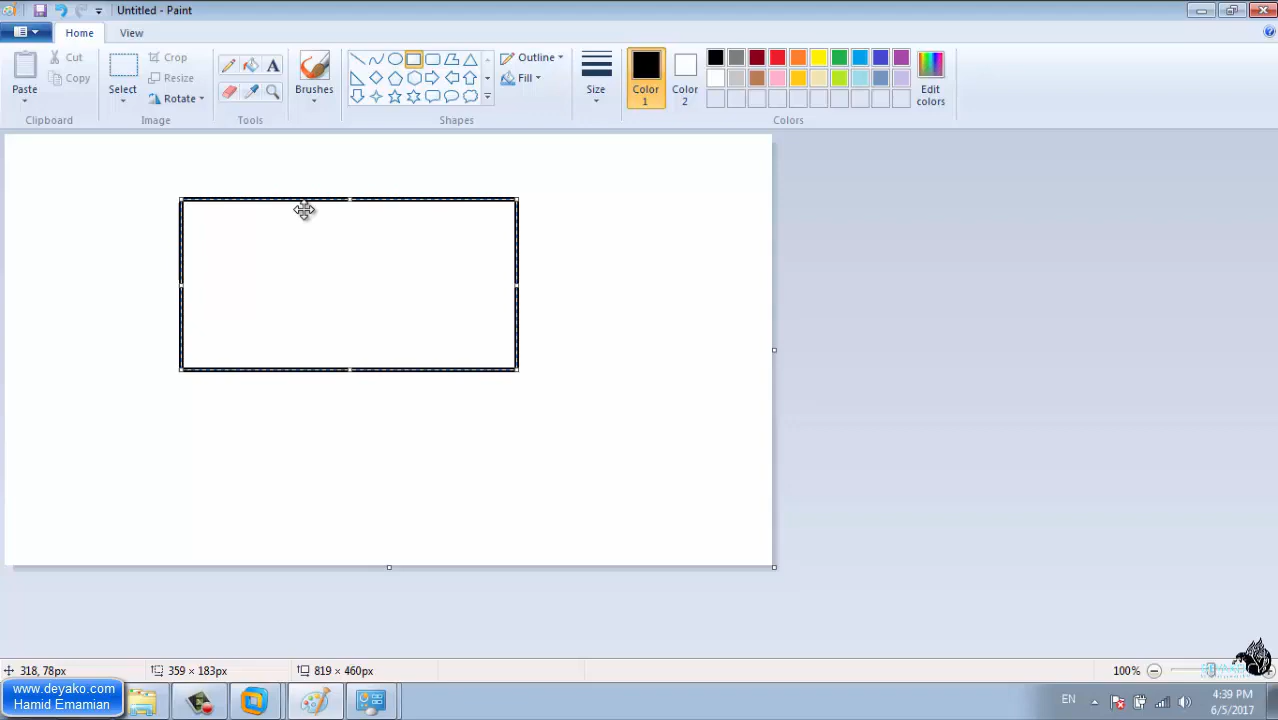 Untitled - Paint
Home
View
Paste
Cut
Copy
Clipboard
Select
Crop
Resize
Rotate
Image
Tools
Brushes
Shapes
Outline
Fill
Size
Color
1
Color
2
Edit
colors
Colors
318, 78px
359 × 183px
819 × 460px
100%
www.deyako.com
Hamid Emamian
EN
4:39 PM
6/5/2017